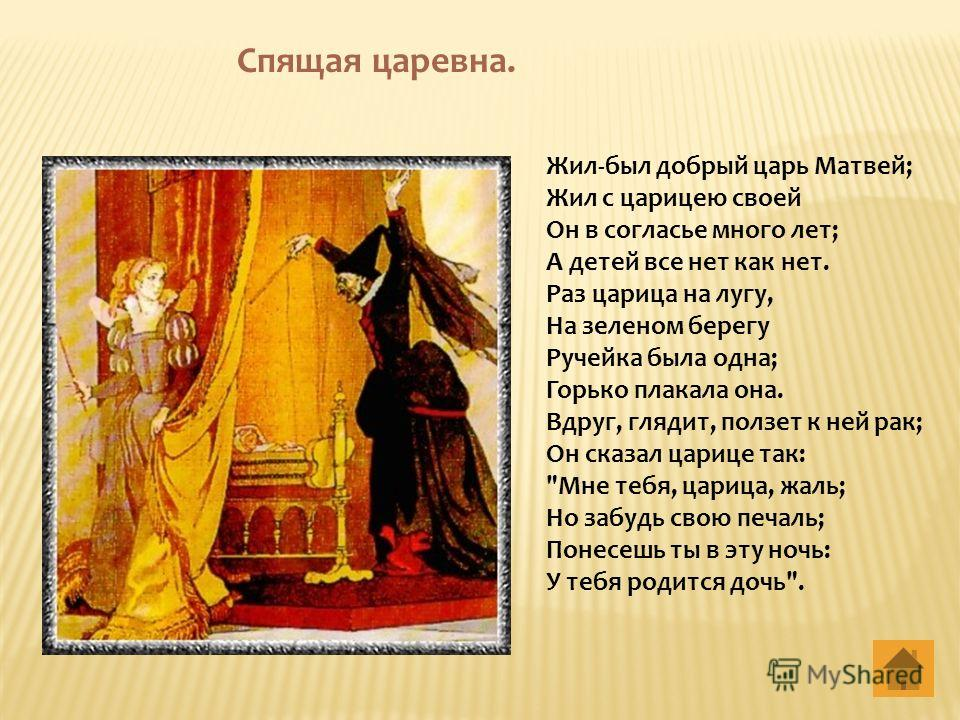 Спящая царевна.
Жил-был добрый царь Матвей;
Жил с царицею своей
Он в согласье много лет;
А детей все нет как нет.
Раз царица на лугу,
На зеленом берегу
Ручейка была одна;
Горько плакала она.
Вдруг, глядит, ползет к ней рак;
Он сказал царице так:
"Мне тебя, царица, жаль;
Но забудь свою печаль;
Понесешь ты в эту ночь:
У тебя родится дочь".
MyShared